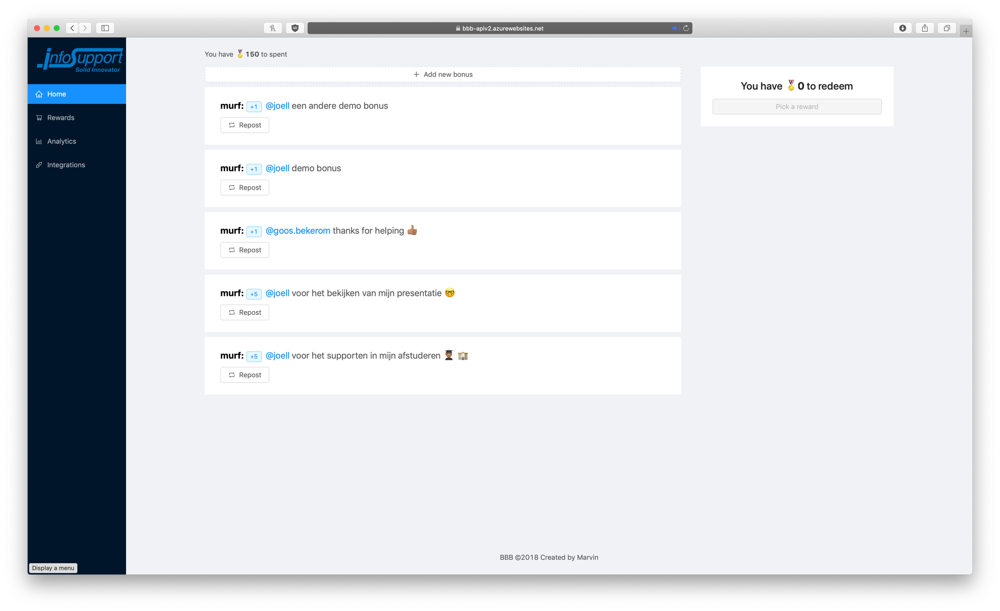 bbb-apiv2.azurewebsites.net
infoSupport
Solid Innovator
Home
Rewards
Analytics
Integrations
You have 🏅 150 to spent
+ Add new bonus
murf: +1 @joell een andere demo bonus
Repost
murf: +1 @joell demo bonus
Repost
murf: +1 @goos.bekerom thanks for helping 👍🏽
Repost
murf: +5 @joell voor het bekijken van mijn presentatie 🤓
Repost
murf: +5 @joell voor het supporten in mijn afstuderen 👨🏾‍🎓 🏫
Repost
You have 🏅 0 to redeem
Pick a reward
BBB ©2018 Created by Marvin
Display a menu